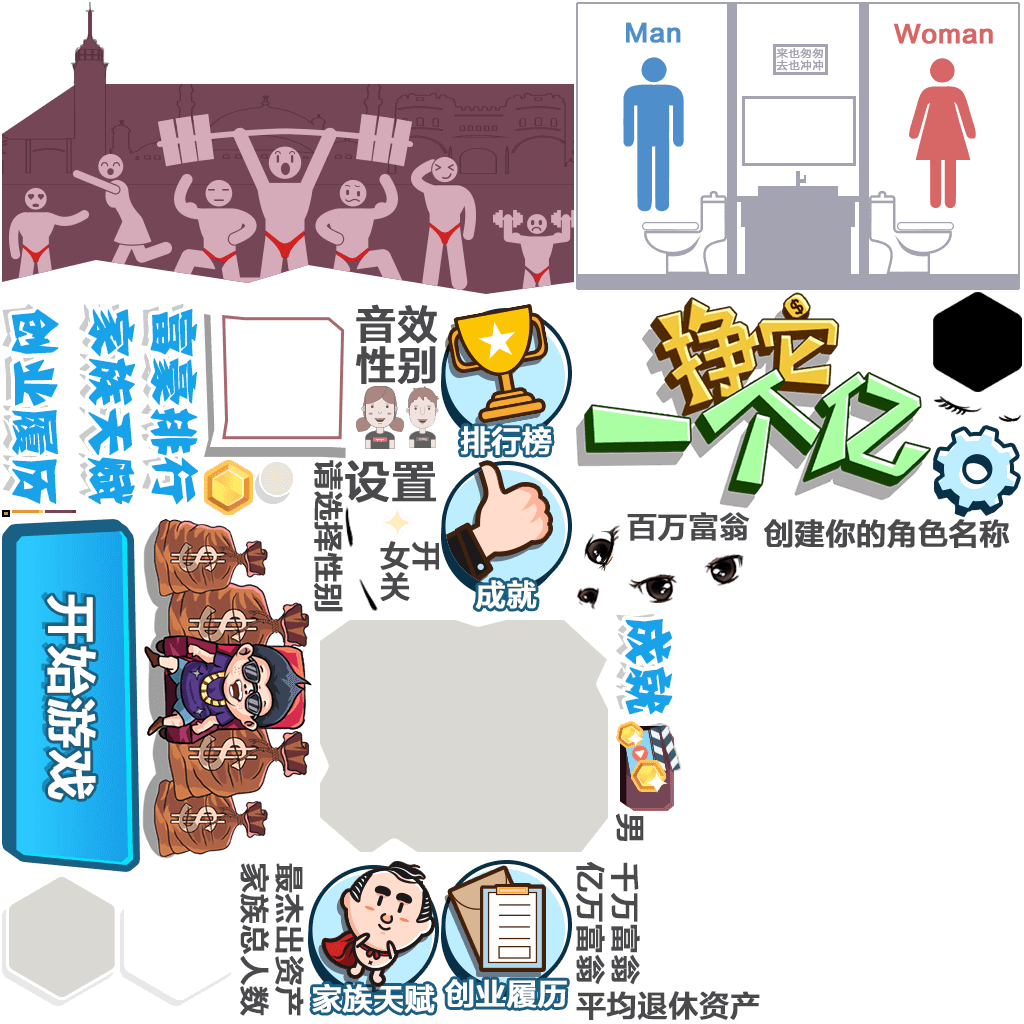 Man
来也匆匆
去也冲冲
Woman
创业履历
家族天赋
富豪排行
音效
性别
排行榜
挣它
一个亿
设置
请选择性别
开
女
关
成就
百万富翁
创建你的角色名称
开始游戏
$
$
$
$
成就
男
最杰出资产
家族总人数
家族天赋
创业履历
千万富翁
亿万富翁
平均退休资产